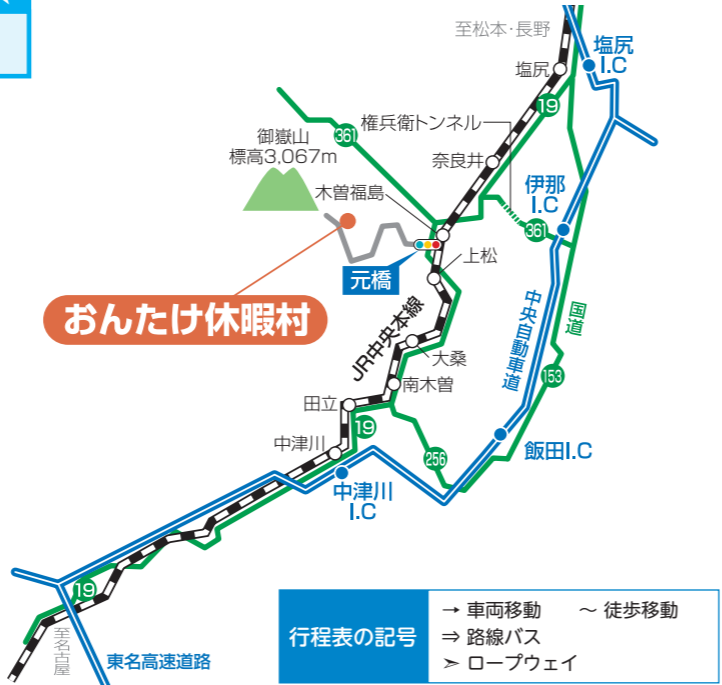 至松本・長野
塩尻
I.C
塩尻
19
361
権兵衛トンネル
御嶽山
標高3,067m
奈良井
木曽福島
伊那
I.C
361
元橋
上松
おんたけ休暇村
JR中央本線
中央自動車道
国道
大桑
153
南木曽
田立
19
中津川
256
飯田I.C
中津川
I.C
19
至名古屋
東名高速道路
行程表の記号
→ 車両移動 ～ 徒歩移動
⇒ 路線バス
➣ ロープウェイ